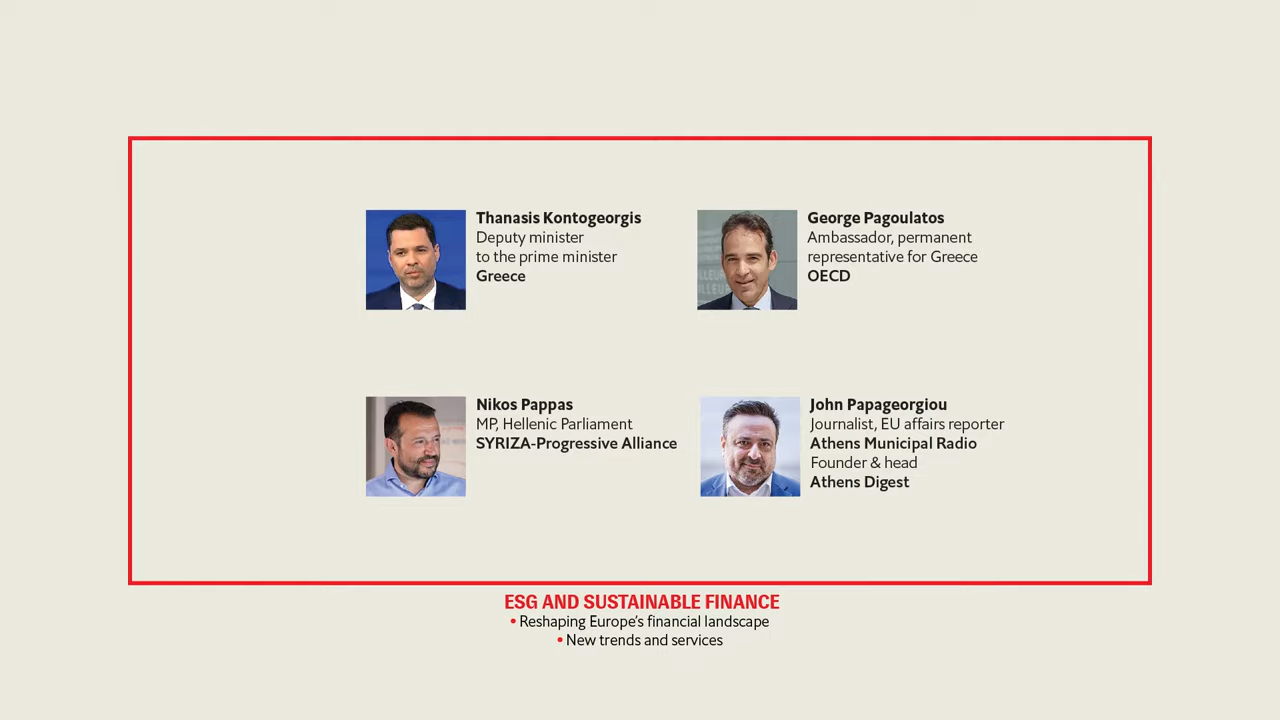 Thanasis Kontogeorgis
Deputy minister
to the prime minister
Greece
George Pagoulatos
Ambassador, permanent
representative for Greece
OECD
Nikos Pappas
MP, Hellenic Parliament
SYRIZA-Progressive Alliance
John Papageorgiou
Journalist, EU affairs reporter
Athens Municipal Radio
Founder & head
Athens Digest
ESG AND SUSTAINABLE FINANCE
• Reshaping Europe's financial landscape
• New trends and services